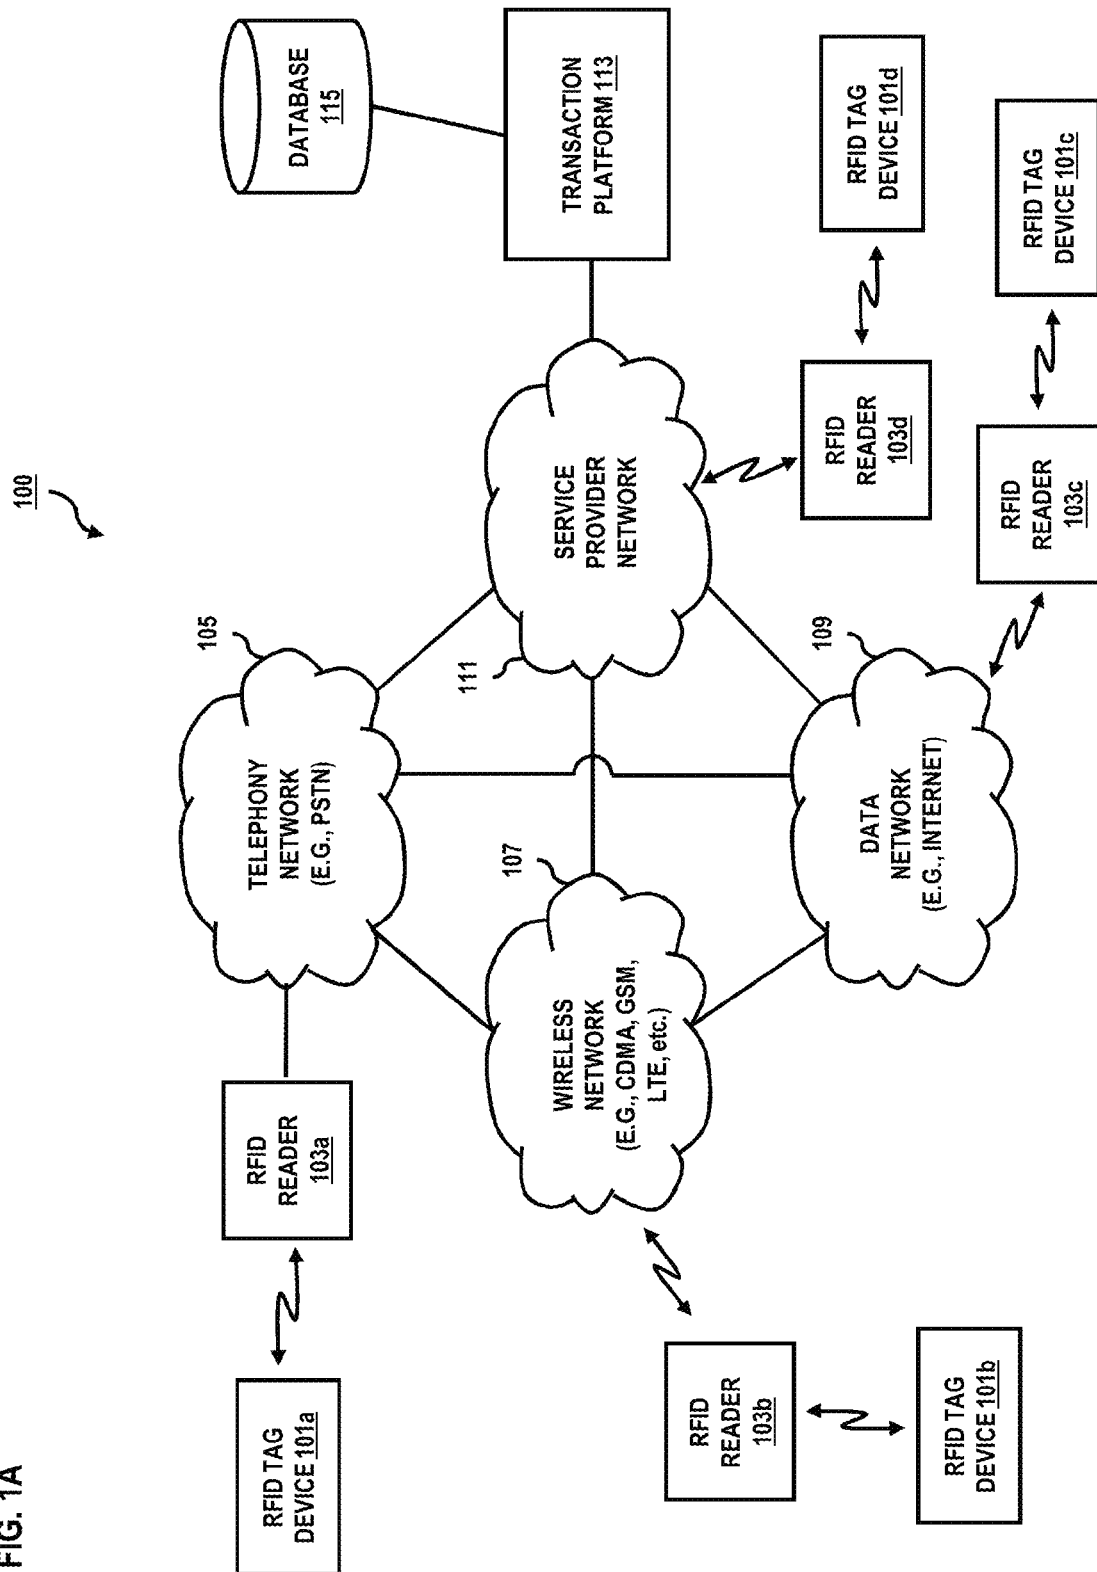 FIG. 1A
100
DATABASE
115
TRANSACTION
PLATFORM 113
105
TELEPHONY
NETWORK
(E.G., PSTN)
RFID
READER
103a
RFID TAG
DEVICE 101a
111
SERVICE
PROVIDER
NETWORK
107
WIRELESS
NETWORK
(E.G., CDMA, GSM,
LTE, etc.)
109
DATA
NETWORK
(E.G., INTERNET)
RFID
READER
103b
RFID TAG
DEVICE 101b
RFID
READER
103d
RFID TAG
DEVICE 101d
RFID
READER
103c
RFID TAG
DEVICE 101c